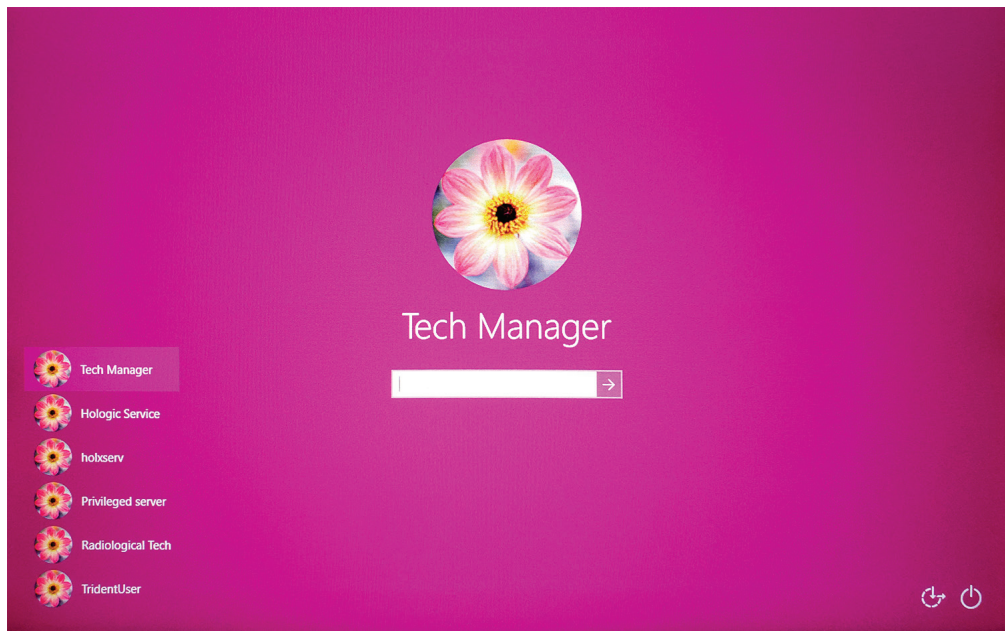 Tech Manager
Tech Manager
Hologic Service
holxserv
Privileged server
Radiological Tech
TridentUser